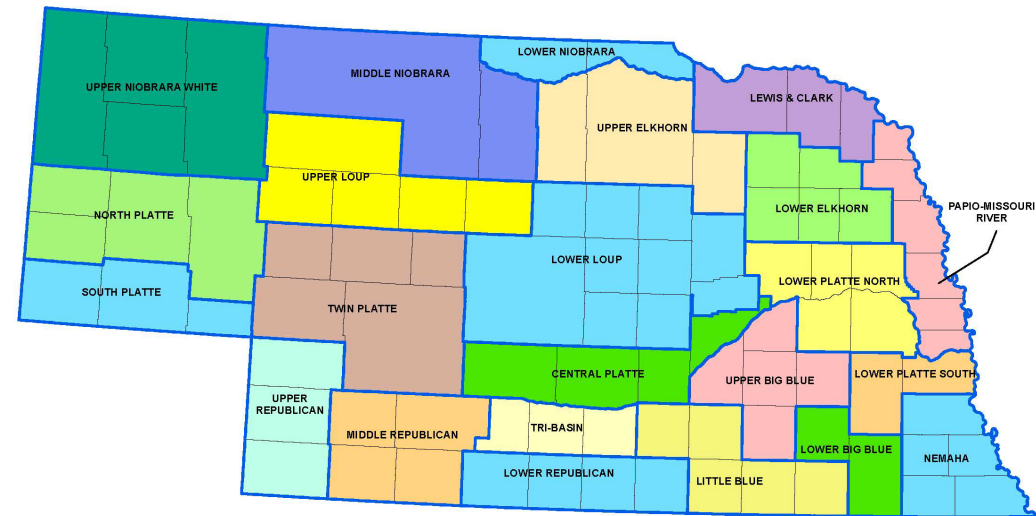 LOWER NIOBRARA
MIDDLE NIOBRARA
UPPER NIOBRARA WHITE
LEWIS & CLARK
UPPER ELKHORN
UPPER LOUP
LOWER ELKHORN
PAPIO-MISSOURI
RIVER
NORTH PLATTE
LOWER LOUP
LOWER PLATTE NORTH
SOUTH PLATTE
TWIN PLATTE
CENTRAL PLATTE
UPPER BIG BLUE
LOWER PLATTE SOUTH
UPPER
REPUBLICAN
MIDDLE REPUBLICAN
TRI-BASIN
LOWER BIG BLUE
NEMAHA
LOWER REPUBLICAN
LITTLE BLUE